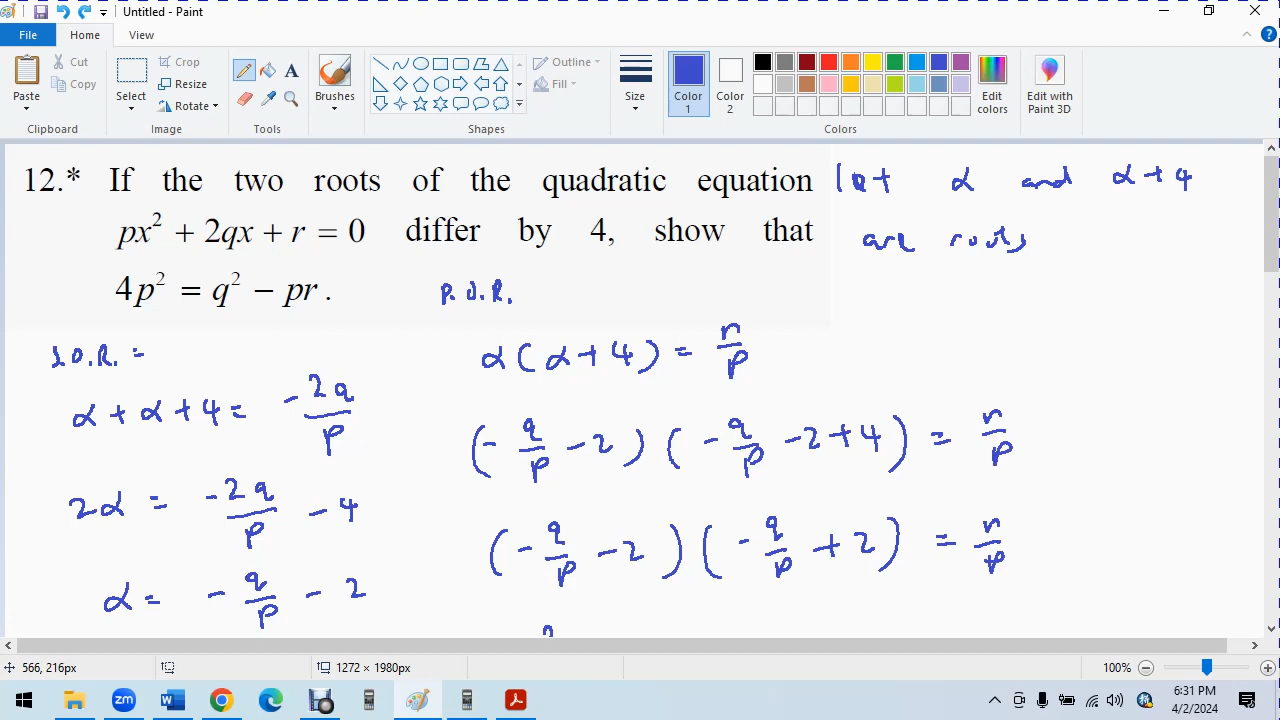 Untitled - Paint
File Home View
Paste
Cut
Copy
Clipboard
Select
Crop
Resize
Rotate
Image
A
Tools
Brushes
Outline
Fill
Shapes
Size
Color 1
Color 2
Edit colors
Colors
Edit with Paint 3D
12.* If the two roots of the quadratic equation
px² + 2qx + r = 0 differ by 4, show that
4p² = q² − pr.
let α and α+4
are roots
S.O.R. =
α + α + 4 = -2q/p
2α = -2q/p - 4
α = -q/p - 2
P.O.R.
α(α+4) = r/p
(-q/p - 2)(-q/p - 2 + 4) = r/p
(-q/p - 2)(-q/p + 2) = r/p
566, 216px
1272 × 1980px
100%
zm
W
6:31 PM
4/2/2024